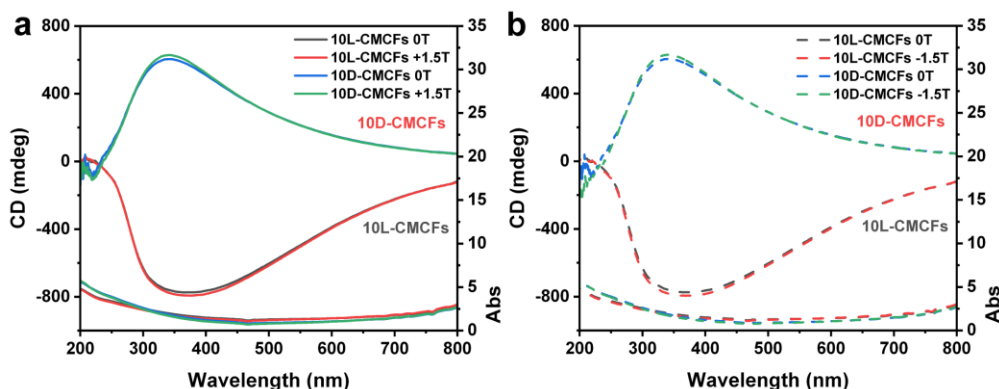 a
10L-CMCFs 0T
10L-CMCFs +1.5T
10D-CMCFs 0T
10D-CMCFs +1.5T
10D-CMCFs
10L-CMCFs
CD (mdeg)
800
400
0
-400
-800
35
30
25
20
15
10
5
0
Abs
200 300 400 500 600 700 800
Wavelength (nm)
b
10L-CMCFs 0T
10L-CMCFs -1.5T
10D-CMCFs 0T
10D-CMCFs -1.5T
10D-CMCFs
10L-CMCFs
CD (mdeg)
800
400
0
-400
-800
35
30
25
20
15
10
5
0
Abs
200 300 400 500 600 700 800
Wavelength (nm)